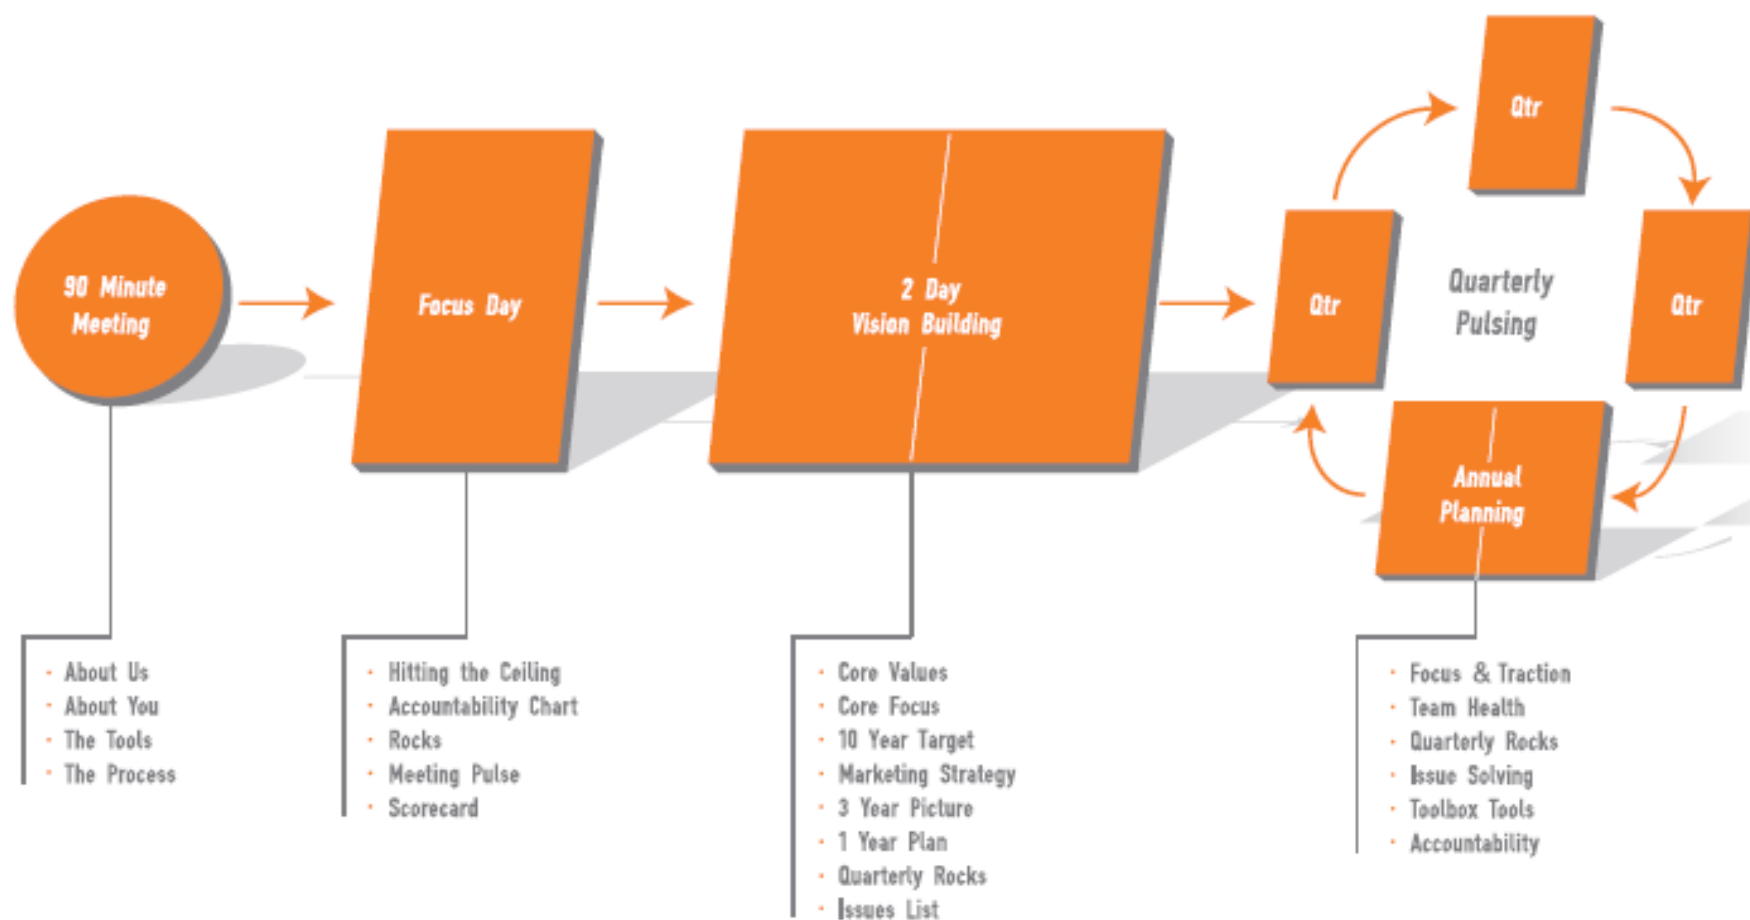 90 Minute
Meeting
Focus Day
2 Day
Vision Building
Qtr
Qtr
Qtr
Quarterly
Pulsing
Annual
Planning
· About Us
· About You
· The Tools
· The Process
· Hitting the Ceiling
· Accountability Chart
· Rocks
· Meeting Pulse
· Scorecard
· Core Values
· Core Focus
· 10 Year Target
· Marketing Strategy
· 3 Year Picture
· 1 Year Plan
· Quarterly Rocks
· Issues List
· Focus & Traction
· Team Health
· Quarterly Rocks
· Issue Solving
· Toolbox Tools
· Accountability